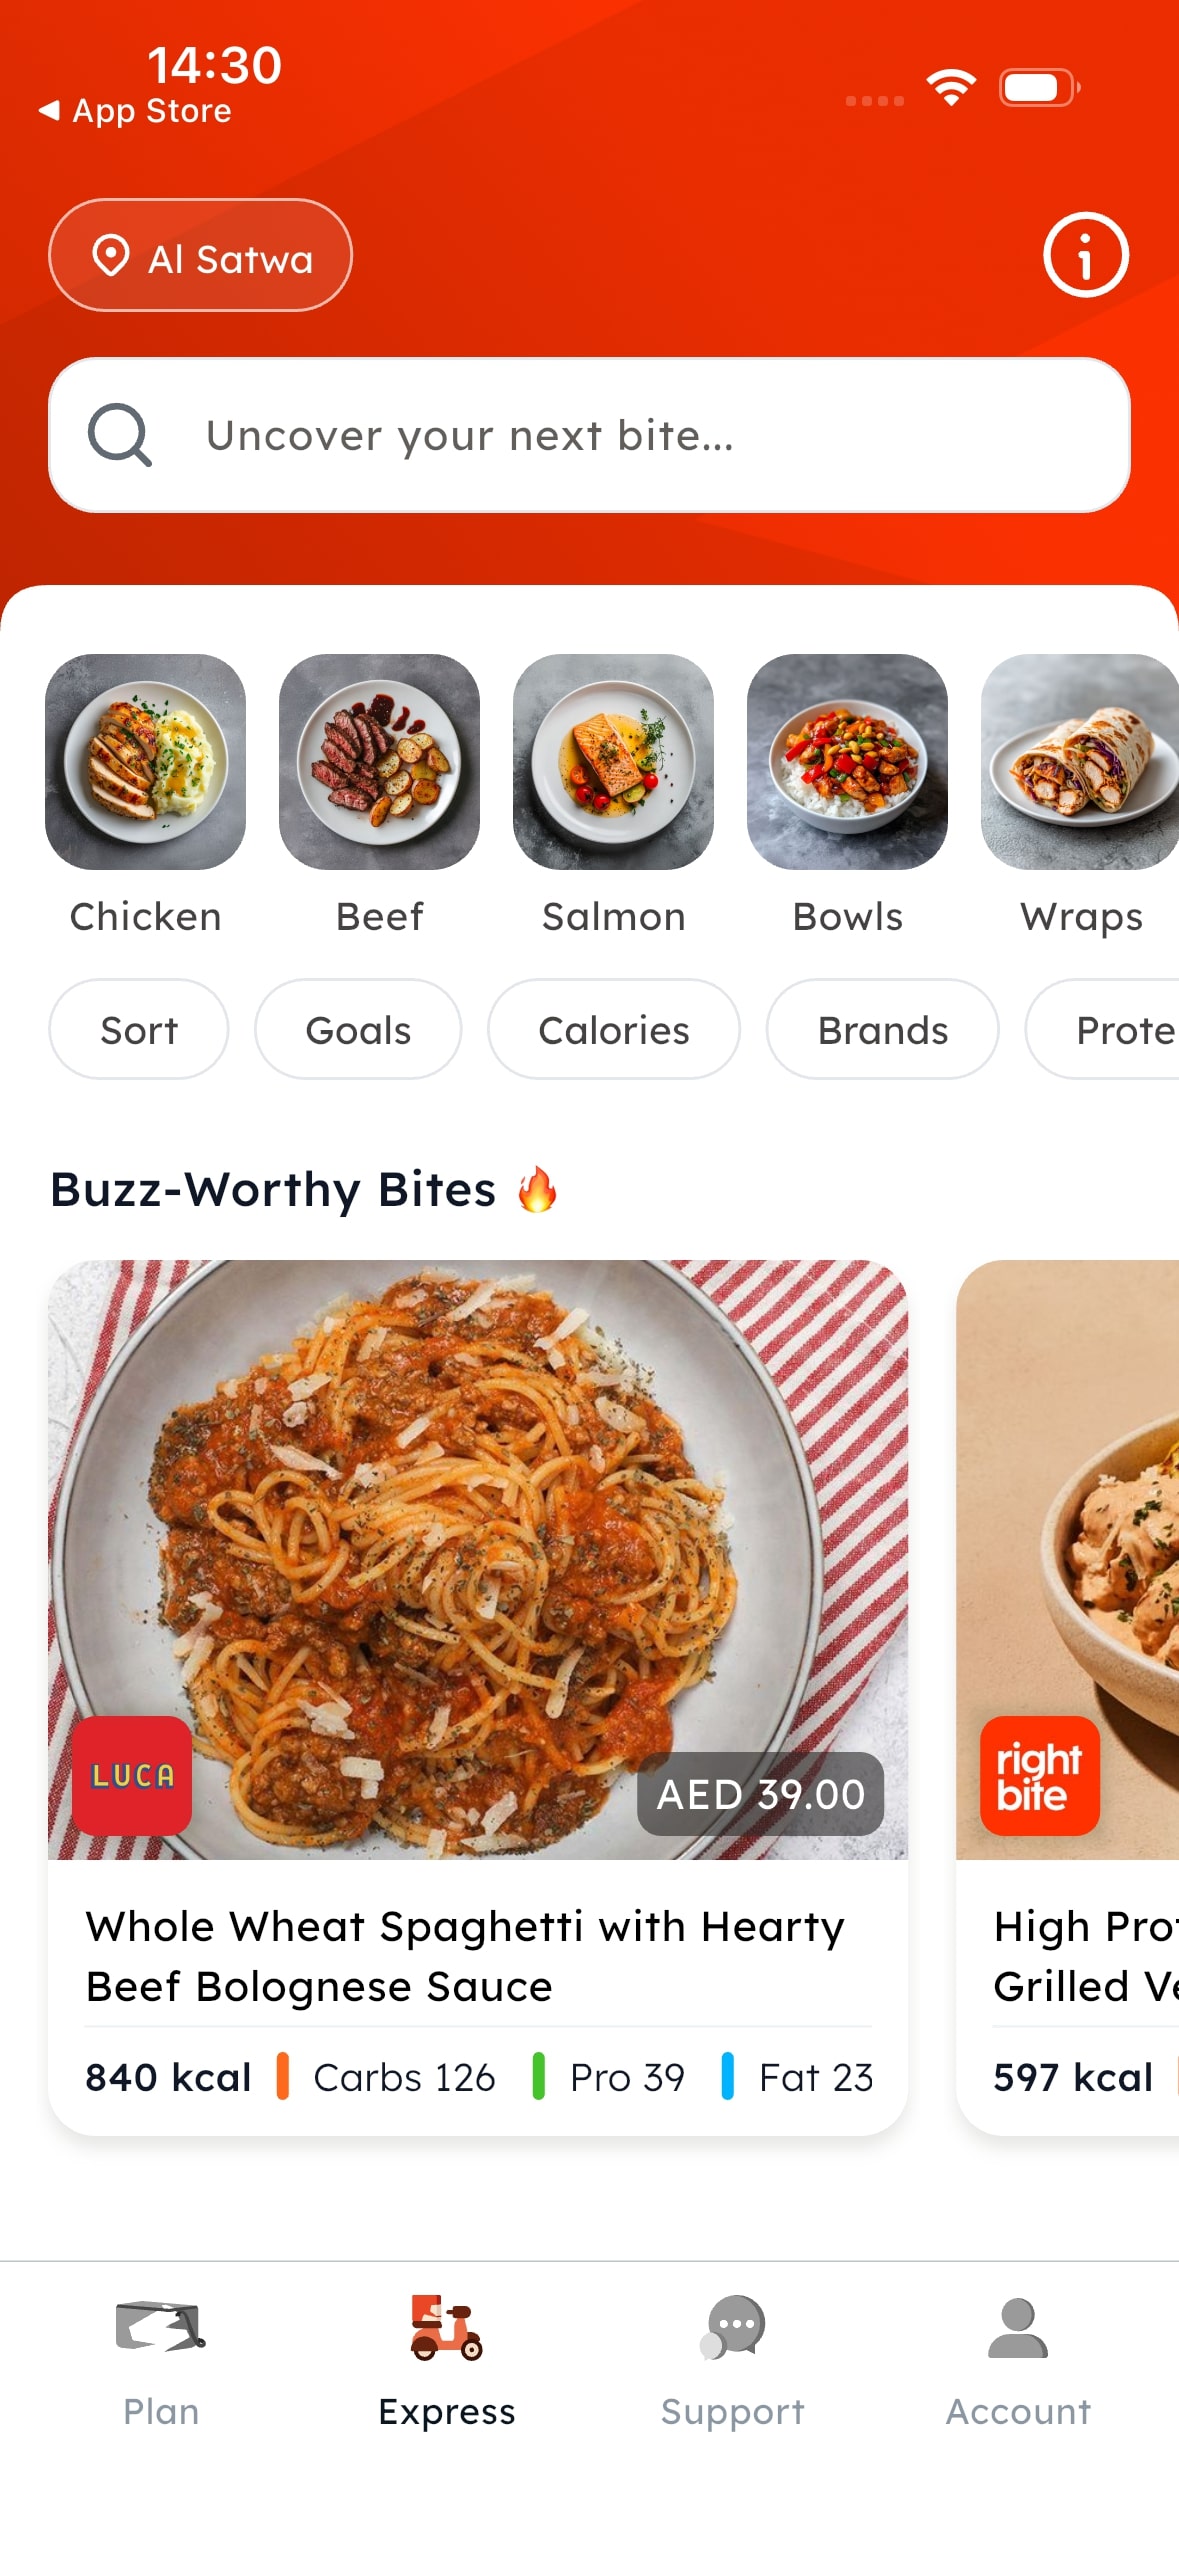 14:30
App Store
Al Satwa
Uncover your next bite...
Chicken
Beef
Salmon
Bowls
Wraps
Sort
Goals
Calories
Brands
Prote
Buzz-Worthy Bites 🔥
LUCA
AED 39.00
right
bite
Whole Wheat Spaghetti with Hearty
Beef Bolognese Sauce
840 kcal Carbs 126 Pro 39 Fat 23
High Prot
Grilled Ve
597 kcal
Plan
Express
Support
Account